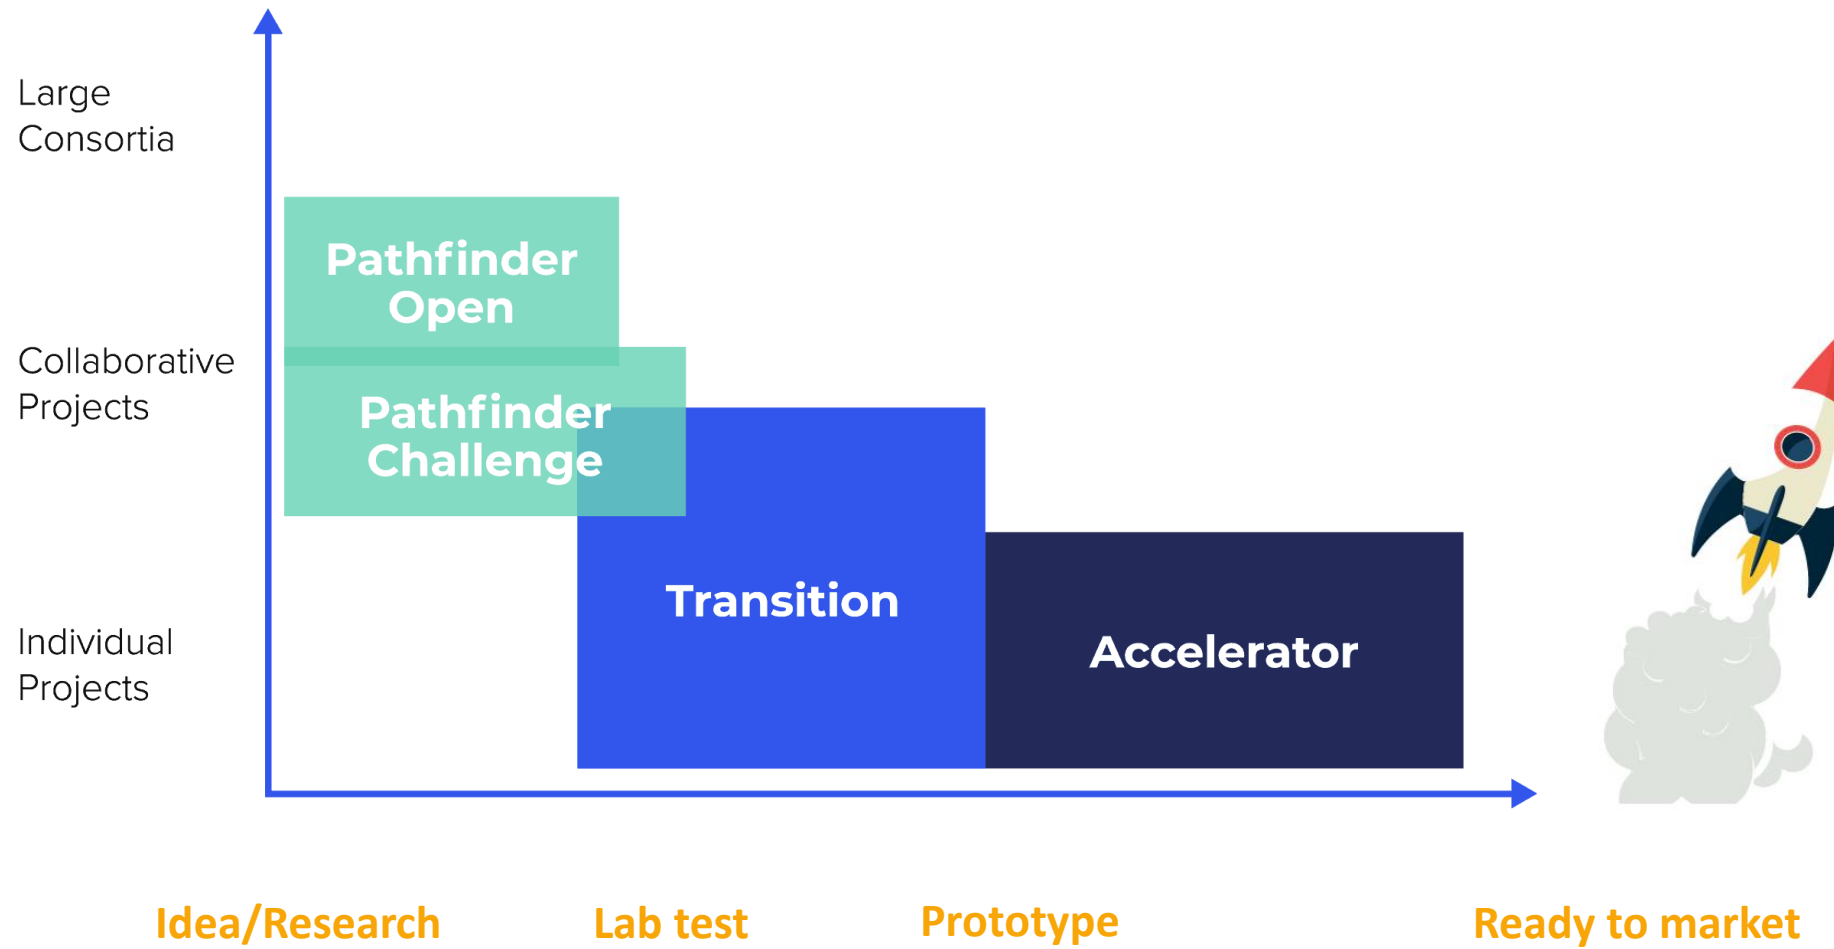 Large
Consortia
Pathfinder
Open
Collaborative
Projects
Pathfinder
Challenge
Transition
Individual
Projects
Accelerator
Idea/Research
Lab test
Prototype
Ready to market